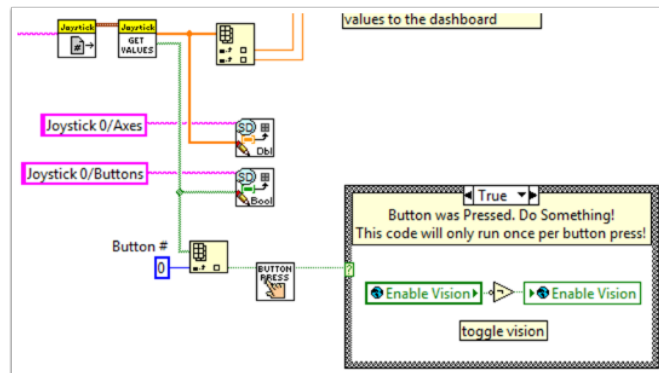 values to the dashboard
Joystick
Joystick
#
GET
VALUES
Joystick 0/Axes
SD
Dbl
Joystick 0/Buttons
SD
Bool
True
Button was Pressed. Do Something!
This code will only run once per button press!
Button #
0
BUTTON
PRESS
?
Enable Vision
Enable Vision
toggle vision